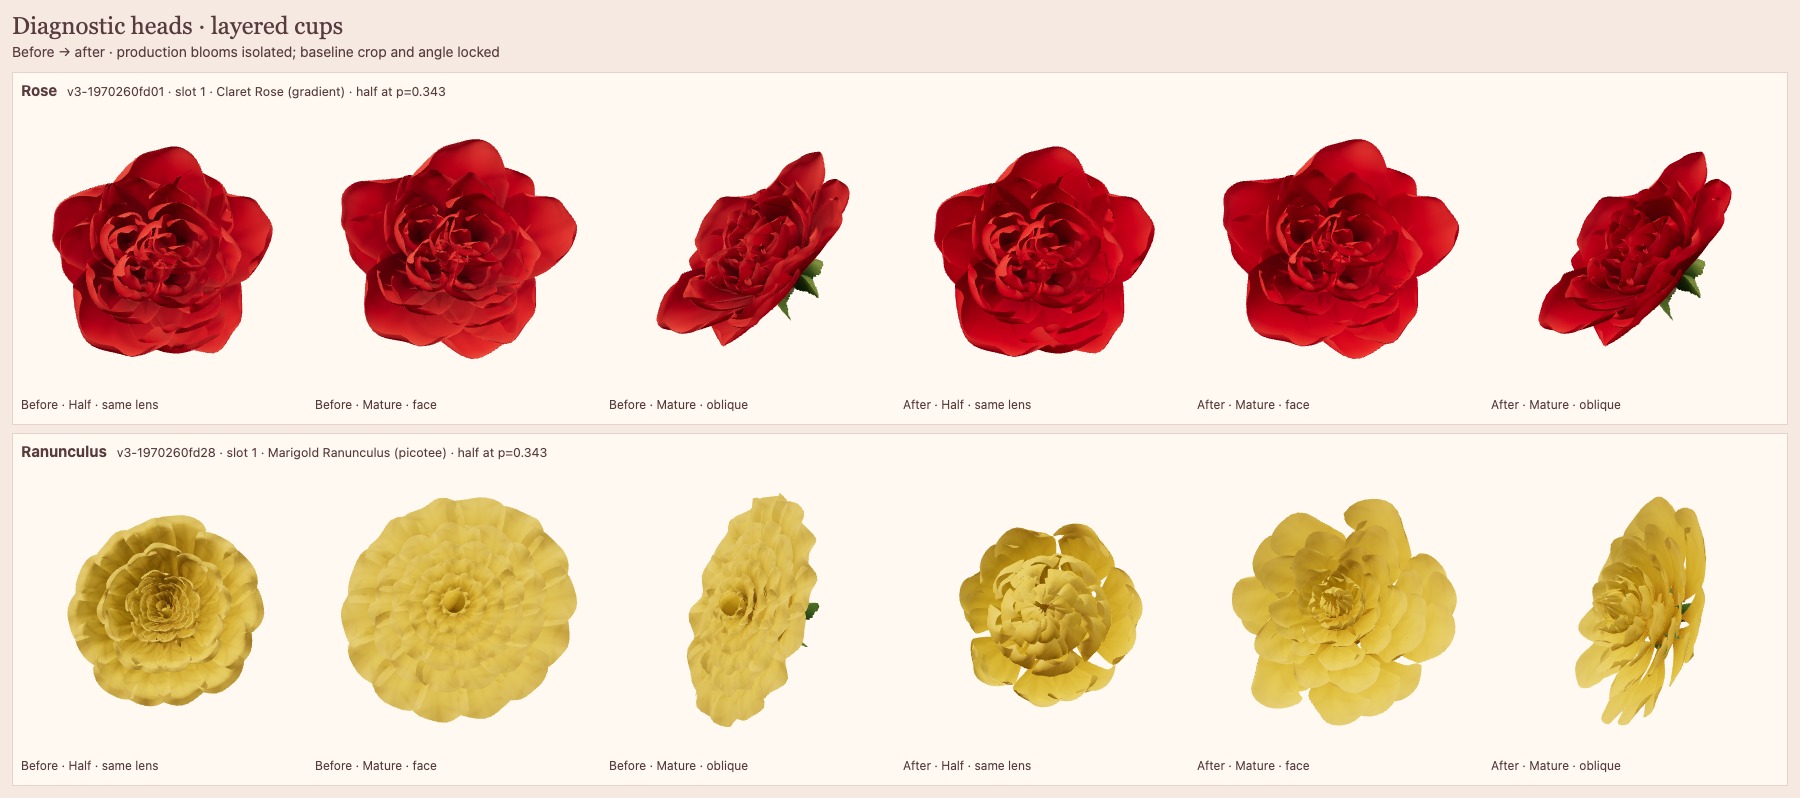 Diagnostic heads · layered cups
Before → after · production blooms isolated; baseline crop and angle locked
Rose v3-1970260fd01 · slot 1 · Claret Rose (gradient) · half at p=0.343
Before · Half · same lens
Before · Mature · face
Before · Mature · oblique
After · Half · same lens
After · Mature · face
After · Mature · oblique
Ranunculus v3-1970260fd28 · slot 1 · Marigold Ranunculus (picotee) · half at p=0.343
Before · Half · same lens
Before · Mature · face
Before · Mature · oblique
After · Half · same lens
After · Mature · face
After · Mature · oblique